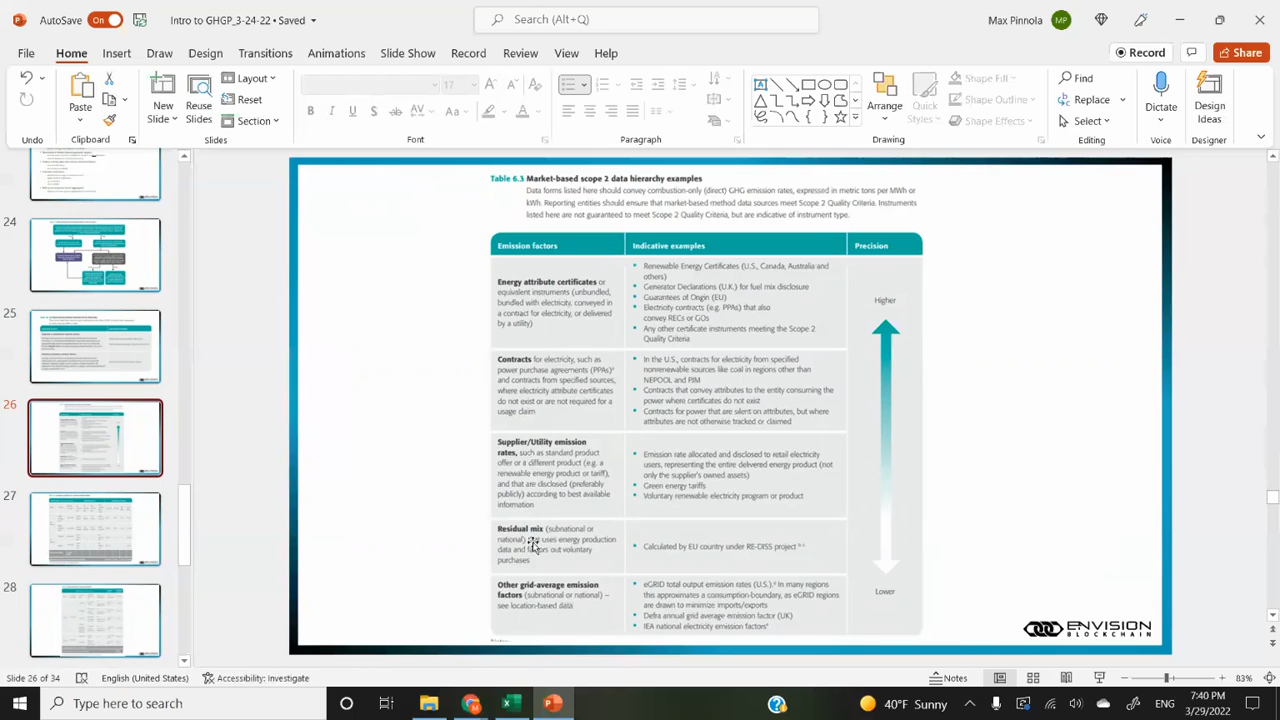 AutoSave On Intro to GHGP_3-24-22 • Saved Search (Alt+Q) Max Pinnola MP
File Home Insert Draw Design Transitions Animations Slide Show Record Review View Help Record Share
Paste New Slide Reuse Slides Layout Reset Section 17 B I U S ab AV Aa A Arrange Quick Styles Shape Fill Shape Outline Shape Effects Find Replace Select Dictate Design Ideas
Undo Clipboard Slides Font Paragraph Drawing Editing Voice Designer
24
25
26
27
28
Table 6.3 Market-based scope 2 data hierarchy examples
Data forms listed here should convey combustion-only (direct) GHG emission rates, expressed in metric tons per MWh or
kWh. Reporting entities should ensure that market-based method data sources meet Scope 2 Quality Criteria. Instruments
listed here are not guaranteed to meet Scope 2 Quality Criteria, but are indicative of instrument type.
Emission factors Indicative examples Precision
Energy attribute certificates or
equivalent instruments (unbundled,
bundled with electricity, conveyed in
a contract for electricity, or delivered
by a utility)
• Renewable Energy Certificates (U.S., Canada, Australia and
others)
• Generator Declarations (U.K.) for fuel mix disclosure
• Guarantees of Origin (EU)
• Electricity contracts (e.g. PPAs) that also
convey RECs or GOs
• Any other certificate instruments meeting the Scope 2
Quality Criteria
Higher
Contracts for electricity, such as
power purchase agreements (PPAs)
and contracts from specified sources,
where electricity attribute certificates
do not exist or are not required for a
usage claim
• In the U.S., contracts for electricity from specified
nonrenewable sources like coal in regions other than
NEPOOL and PJM
• Contracts that convey attributes to the entity consuming the
power where certificates do not exist
• Contracts for power that are silent on attributes, but where
attributes are not otherwise tracked or claimed
Supplier/Utility emission
rates, such as standard product
offer or a different product (e.g. a
renewable energy product or tariff),
and that are disclosed (preferably
publicly) according to best available
information
• Emission rate allocated and disclosed to retail electricity
users, representing the entire delivered energy product (not
only the supplier's owned assets)
• Green energy tariffs
• Voluntary renewable electricity program or product
Residual mix (subnational or
national) uses energy production
data and factors out voluntary
purchases
• Calculated by EU country under RE-DISS project
Other grid-average emission
factors (subnational or national) –
see location-based data
• eGRID total output emission rates (U.S.). In many regions
this approximates a consumption-boundary, as eGRID regions
are drawn to minimize imports/exports
• Defra annual grid average emission factor (UK)
• IEA national electricity emission factors
Lower
ENVISION
BLOCKCHAIN
Slide 26 of 34 English (United States) Accessibility: Investigate Notes 83%
Type here to search 40°F Sunny 7:40 PM
3/29/2022